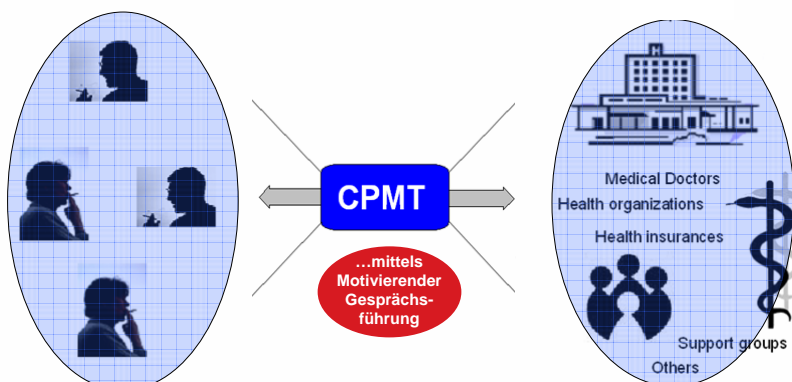 CPMT
…mittels
Motivierender
Gesprächs-
führung
H
Medical Doctors
Health organizations
Health insurances
Support groups
Others